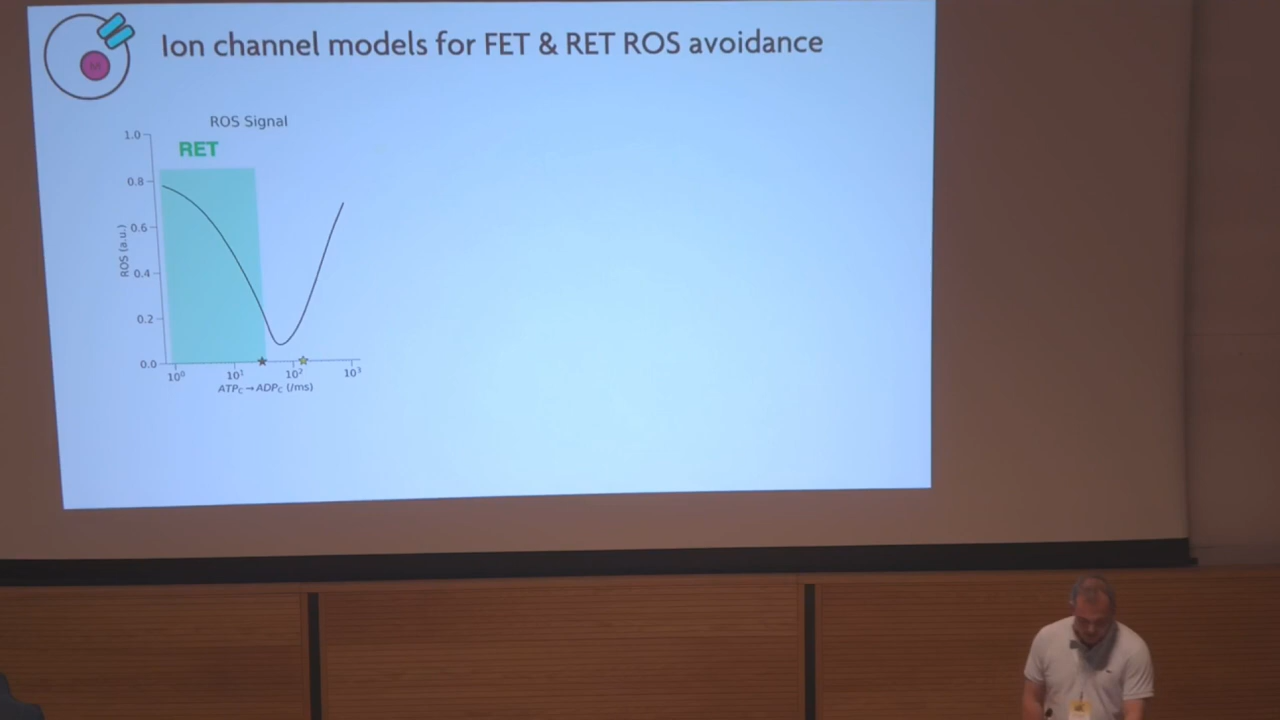 Ion channel models for FET & RET ROS avoidance
M
ROS Signal
RET
1.0
0.8
0.6
0.4
0.2
0.0
ROS (a.u.)
10⁰
10¹
10²
10³
ATP_C→ADP_C (/ms)